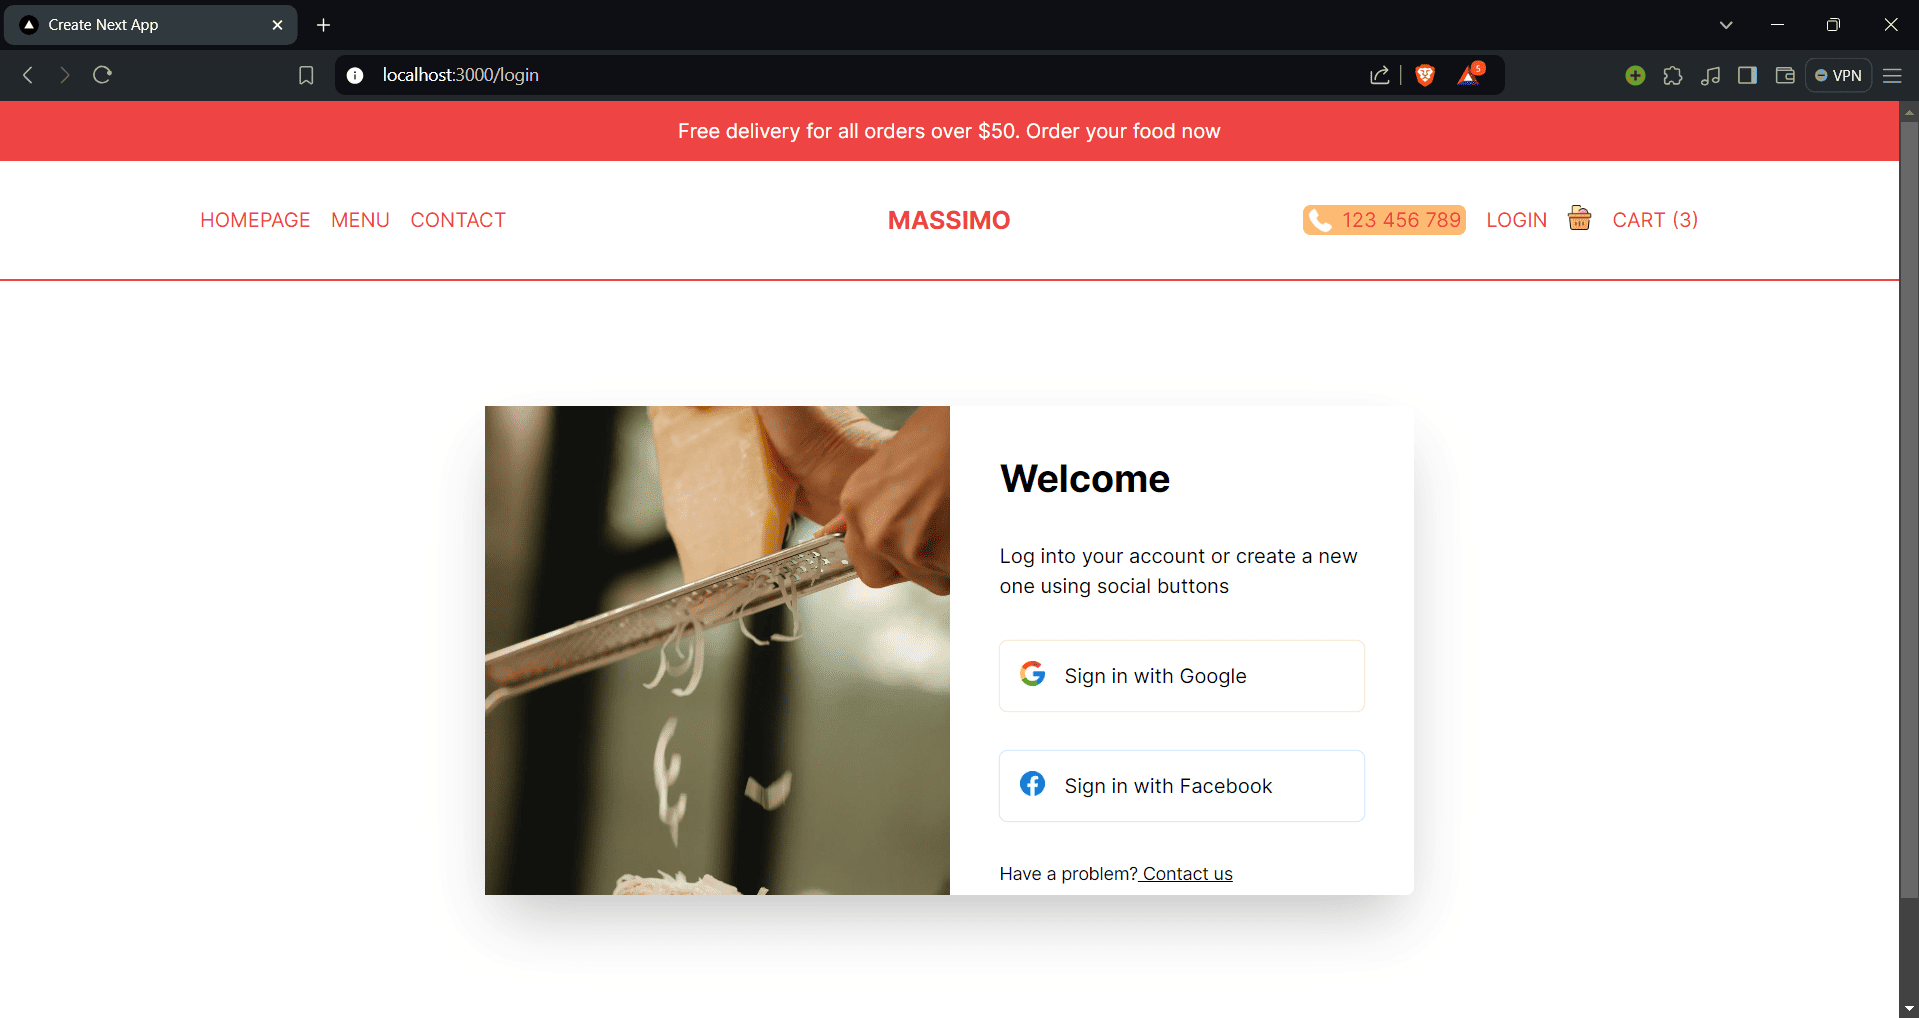 Create Next App
localhost:3000/login
5
VPN
Free delivery for all orders over $50. Order your food now
HOMEPAGE MENU CONTACT
MASSIMO
123 456 789 LOGIN CART (3)
Welcome
Log into your account or create a new
one using social buttons
Sign in with Google
Sign in with Facebook
Have a problem? Contact us